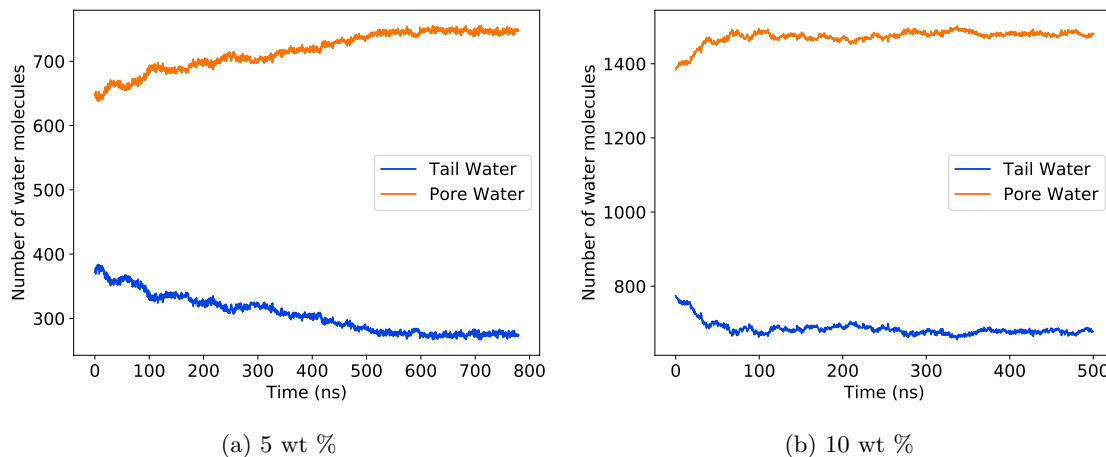 700
600
500
400
300
Number of water molecules
Tail Water
Pore Water
0 100 200 300 400 500 600 700 800
Time (ns)
(a) 5 wt %
1400
1200
1000
800
Number of water molecules
Tail Water
Pore Water
0 100 200 300 400 500
Time (ns)
(b) 10 wt %